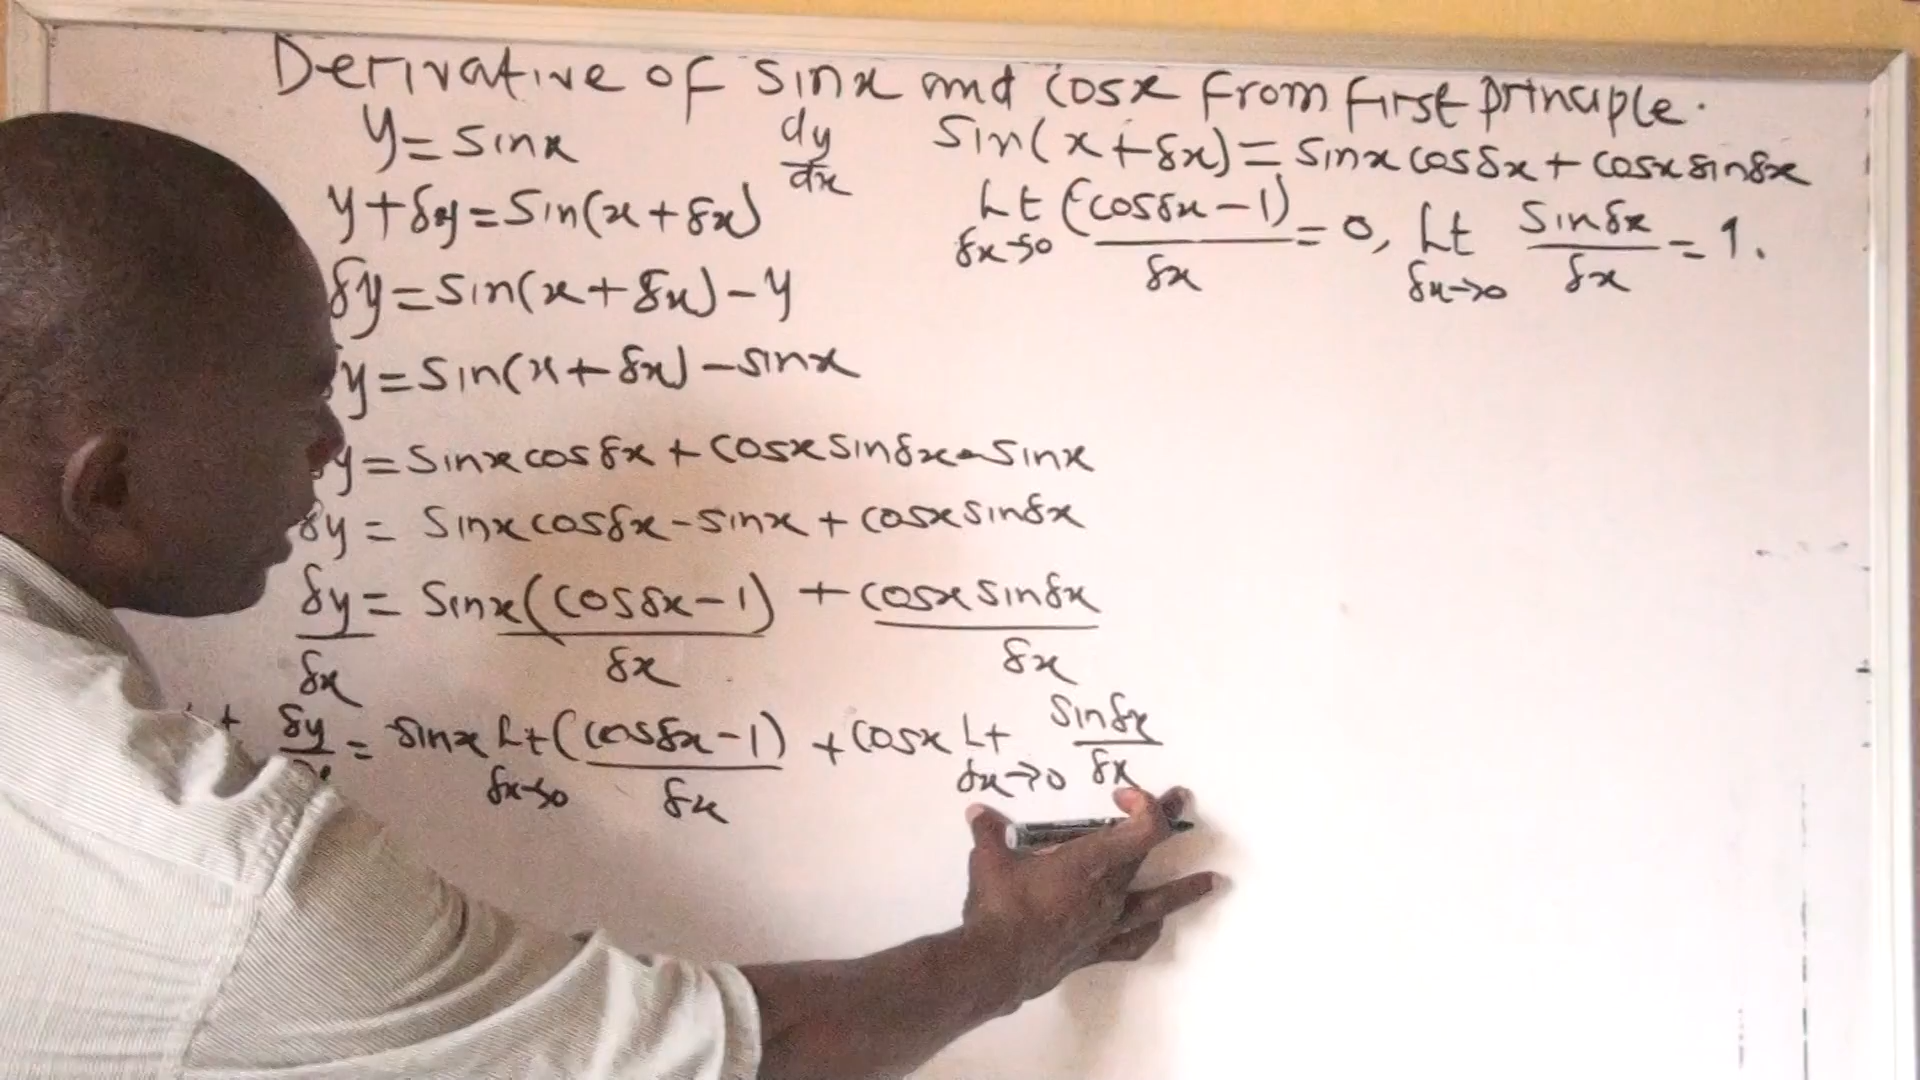 Derivative of sinx and cosx from first principle.
y = sinx
dy/dx
sin(x+δx) = sinx cosδx + cosx sinδx
y+δy = sin(x+δx)
Lt δx→0 (cosδx-1)/δx = 0, Lt δx→0 sinδx/δx = 1.
δy = sin(x+δx) - y
δy = sin(x+δx) - sinx
y = sinx cosδx + cosx sinδx - sinx
δy = sinx cosδx - sinx + cosx sinδx
δy/δx = sinx(cosδx-1)/δx + cosx sinδx/δx
δy/δx = sinx Lt δx→0 (cosδx-1)/δx + cosx Lt δx→0 sinδx/δx